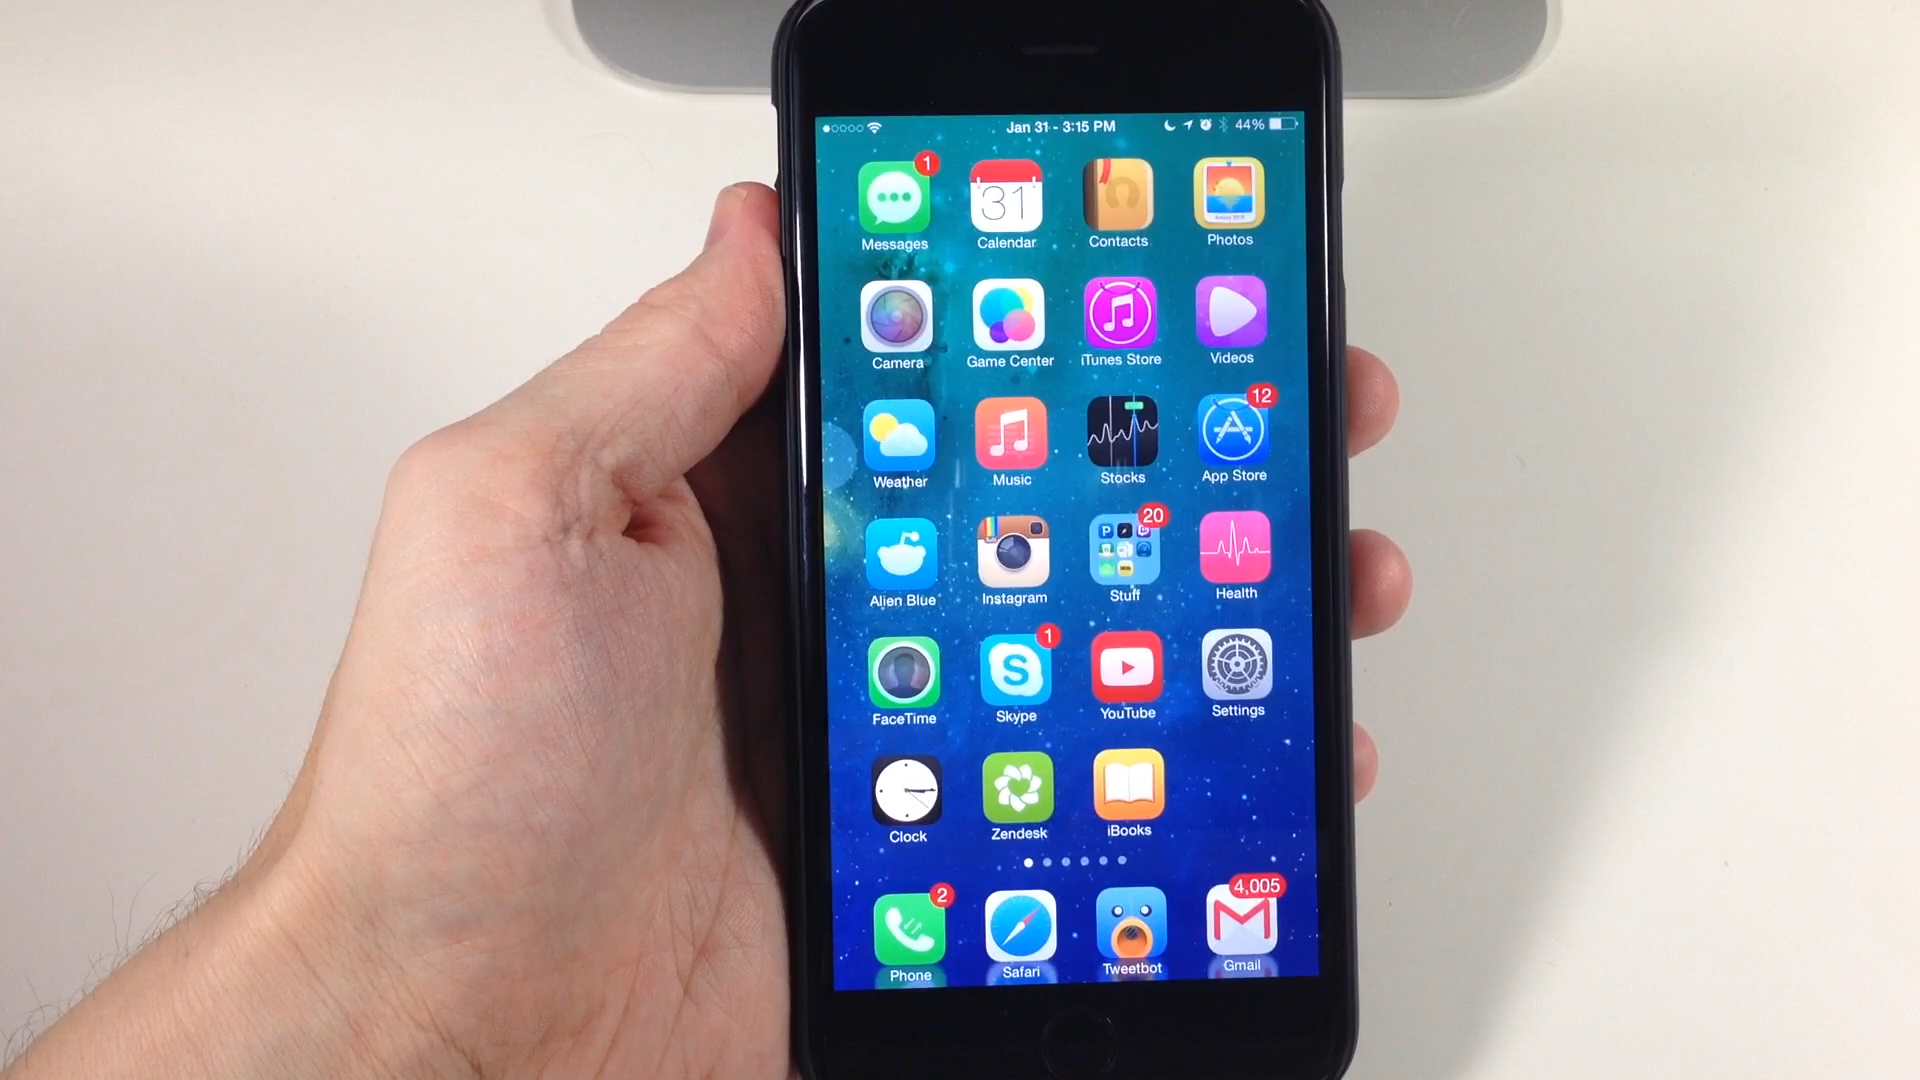 Jan 31 - 3:15 PM 44%
1
31
Messages Calendar Contacts Photos
Camera Game Center iTunes Store Videos
12
Weather Music Stocks App Store
20
Alien Blue Instagram Stuff Health
1
S
FaceTime Skype YouTube Settings
Clock Zendesk iBooks
2 4,005
Phone Safari Tweetbot Gmail